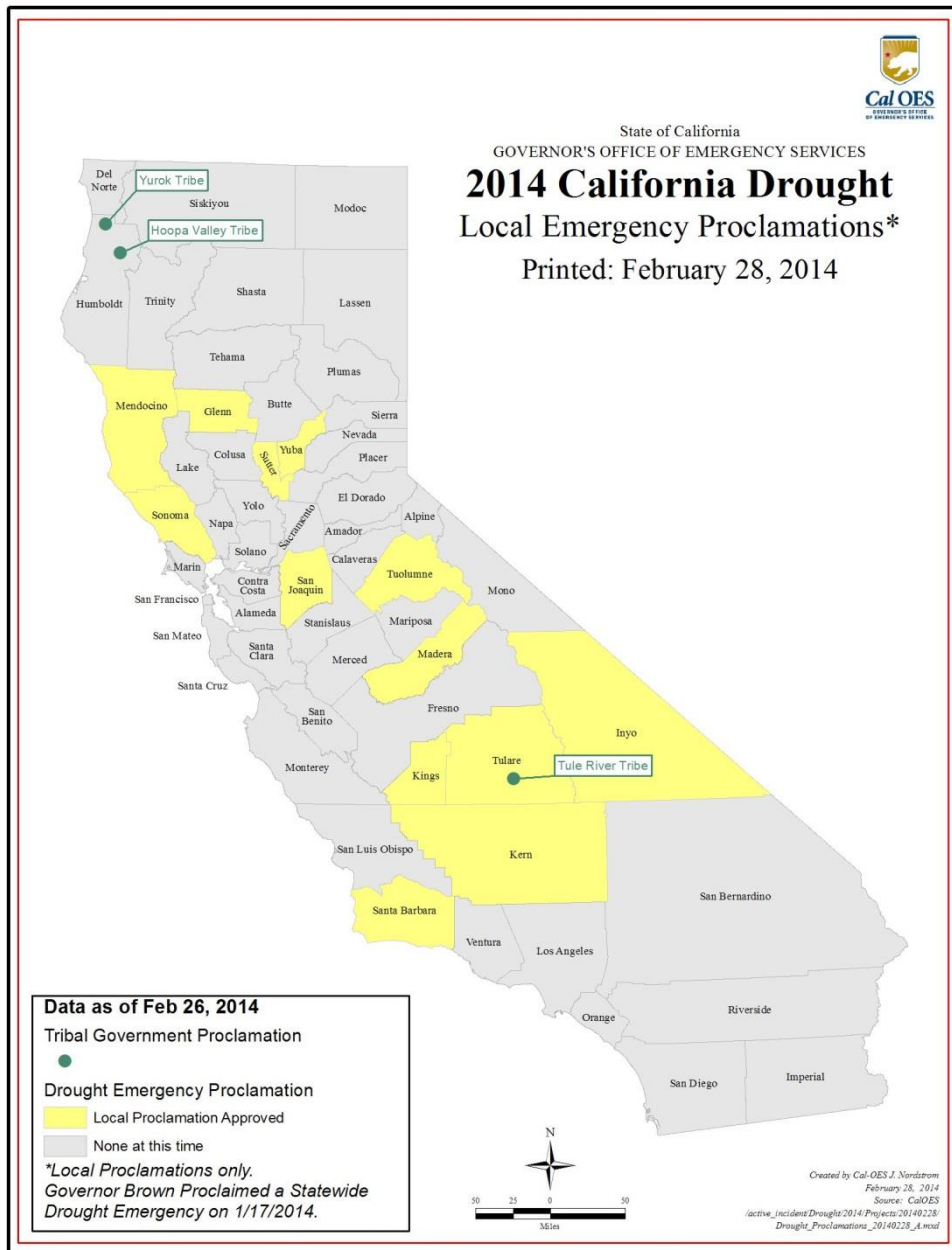 Cal OES
GOVERNOR'S OFFICE
OF EMERGENCY SERVICES
State of California
GOVERNOR'S OFFICE OF EMERGENCY SERVICES
2014 California Drought
Local Emergency Proclamations*
Printed: February 28, 2014
Del
Norte
Yurok Tribe
Siskiyou
Modoc
Hoopa Valley Tribe
Humboldt
Trinity
Shasta
Lassen
Tehama
Plumas
Mendocino
Glenn
Butte
Sierra
Nevada
Yuba
Sutter
Placer
Colusa
Lake
El Dorado
Yolo
Sonoma
Napa
Sacramento
Alpine
Amador
Solano
Calaveras
Marin
Tuolumne
Contra
Costa
San
Joaquin
Mono
San Francisco
Alameda
Stanislaus
Mariposa
San Mateo
Santa
Clara
Merced
Madera
Santa Cruz
San
Benito
Fresno
Inyo
Monterey
Kings
Tulare
Tule River Tribe
San Luis Obispo
Kern
San Bernardino
Santa Barbara
Ventura
Los Angeles
Orange
Riverside
San Diego
Imperial
Data as of Feb 26, 2014
Tribal Government Proclamation
Drought Emergency Proclamation
Local Proclamation Approved
None at this time
*Local Proclamations only.
Governor Brown Proclaimed a Statewide
Drought Emergency on 1/17/2014.
N
50 25 0 50
Miles
Created by Cal-OES J. Nordstrom
February 28, 2014
Source: CalOES
/active_incident/Drought/2014/Projects/20140228/
Drought_Proclamations_20140228_A.mxd